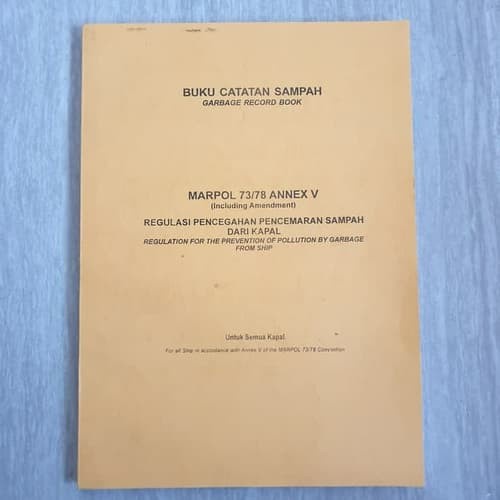 BUKU CATATAN SAMPAH
GARBAGE RECORD BOOK
MARPOL 73/78 ANNEX V
(Including Amendment)
REGULASI PENCEGAHAN PENCEMARAN SAMPAH
DARI KAPAL
REGULATION FOR THE PREVENTION OF POLLUTION BY GARBAGE
FROM SHIP
Untuk Semua Kapal.
For all Ship in accordance with Annex V of the MARPOL 73/78 Convention